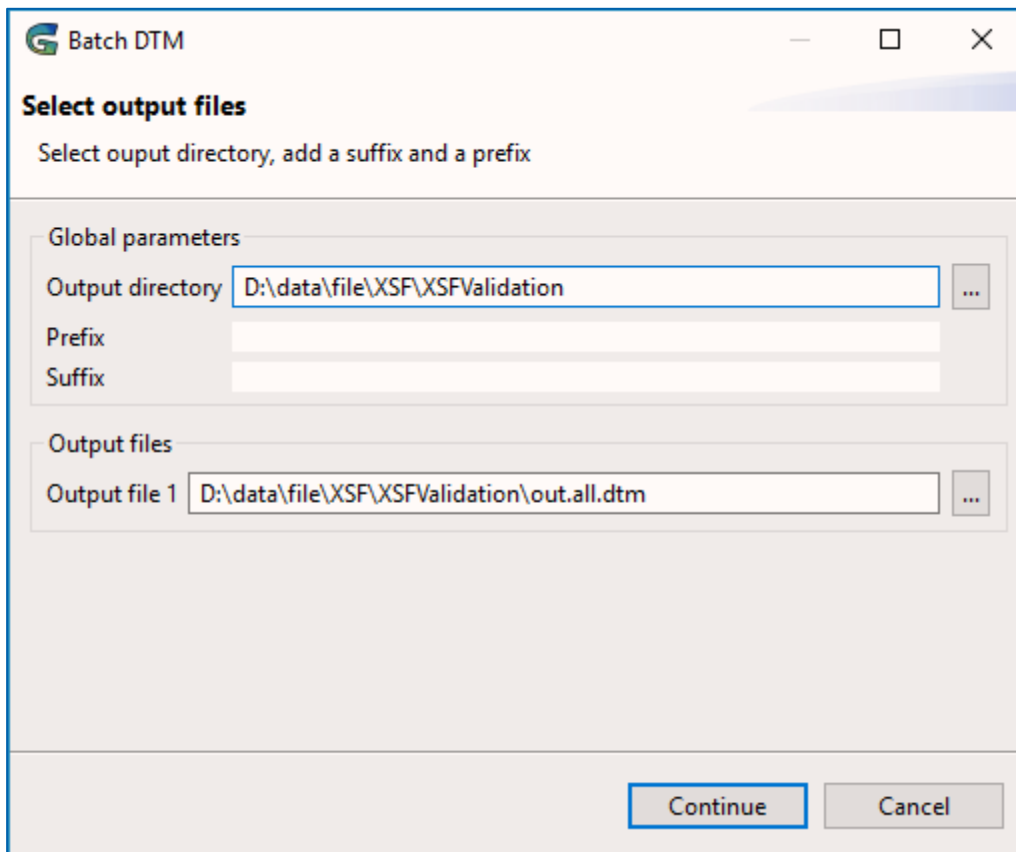 Batch DTM
Select output files
Select ouput directory, add a suffix and a prefix
Global parameters
Output directory D:\data\file\XSF\XSFValidation ...
Prefix
Suffix
Output files
Output file 1 D:\data\file\XSF\XSFValidation\out.all.dtm ...
Continue Cancel